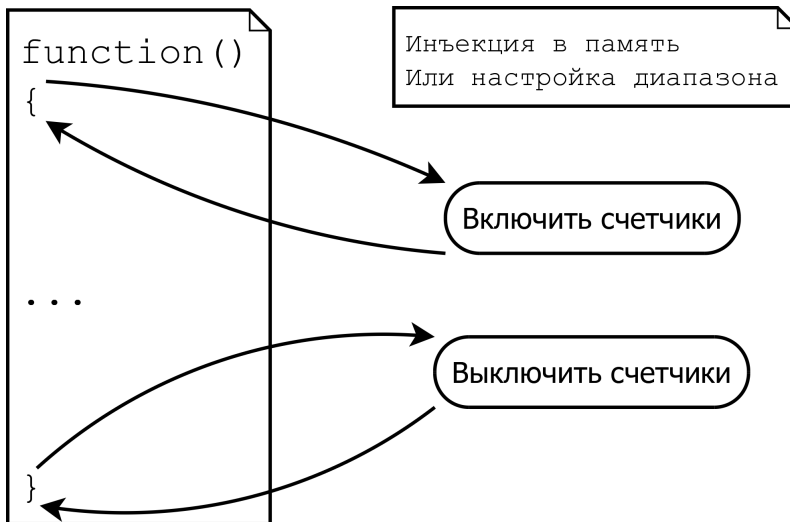 function()
{
...
}
Инъекция в память
Или настройка диапазона
Включить счетчики
Выключить счетчики